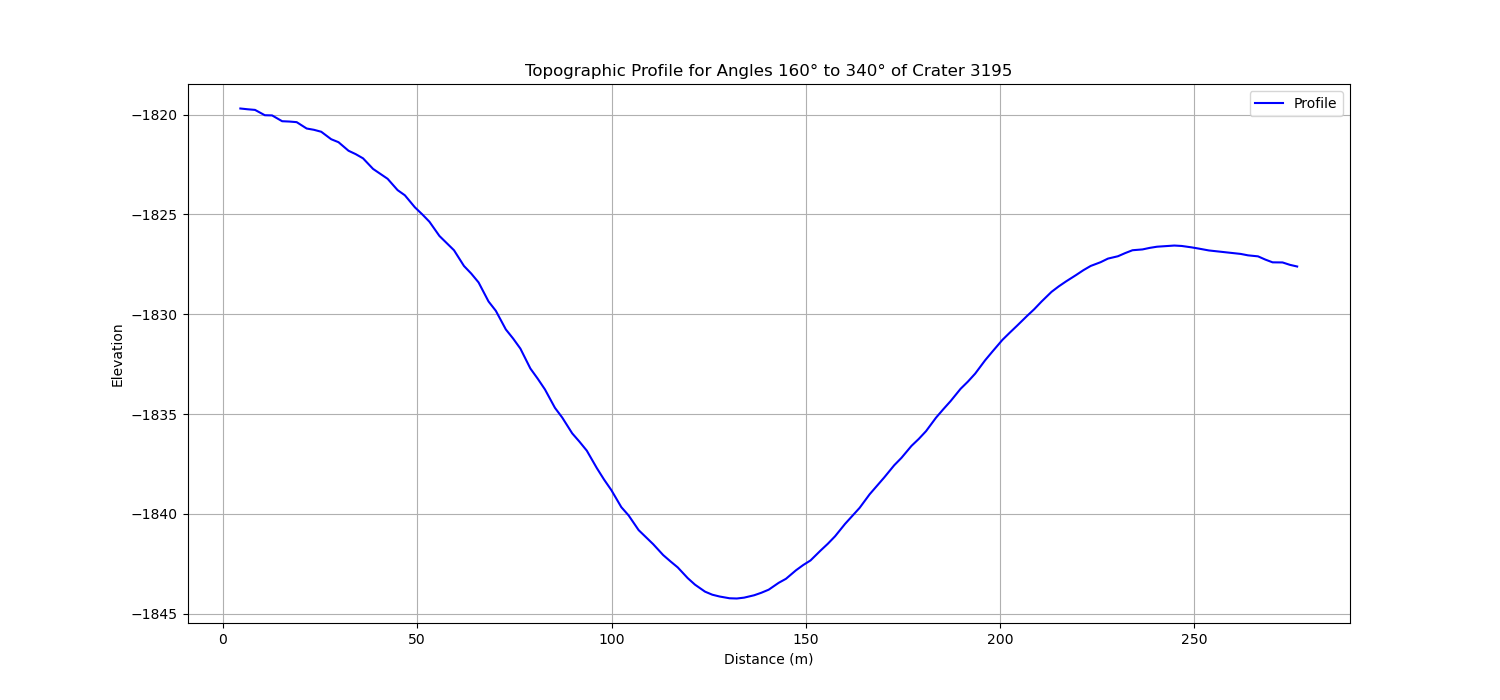 Topographic Profile for Angles 160° to 340° of Crater 3195
Profile
Elevation
−1820
−1825
−1830
−1835
−1840
−1845
0 50 100 150 200 250
Distance (m)